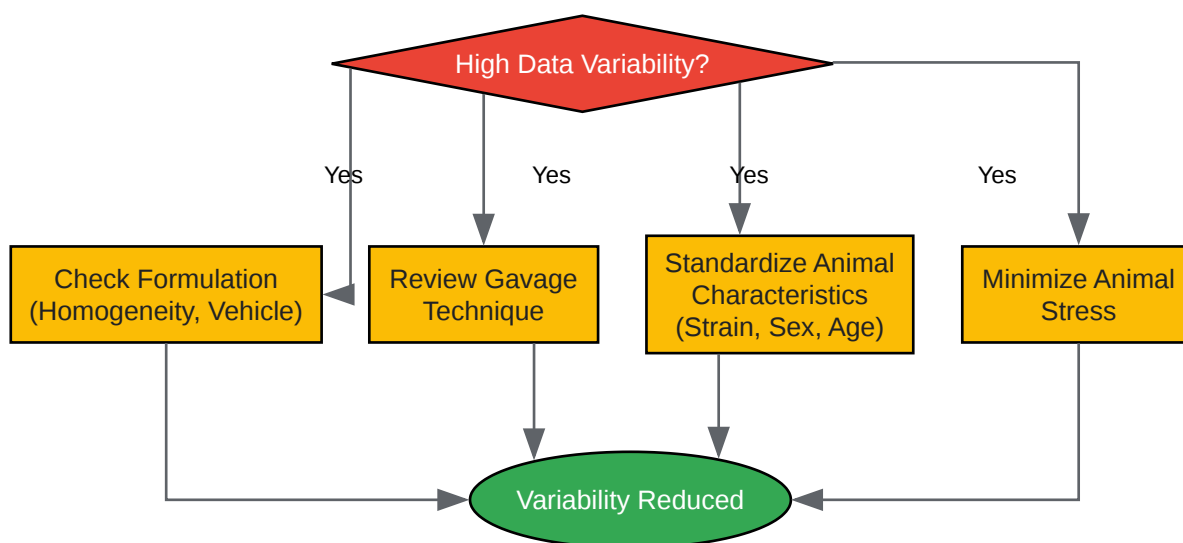 High Data Variability?
Yes
Yes
Yes
Yes
Check Formulation
(Homogeneity, Vehicle)
Review Gavage
Technique
Standardize Animal
Characteristics
(Strain, Sex, Age)
Minimize Animal
Stress
Variability Reduced